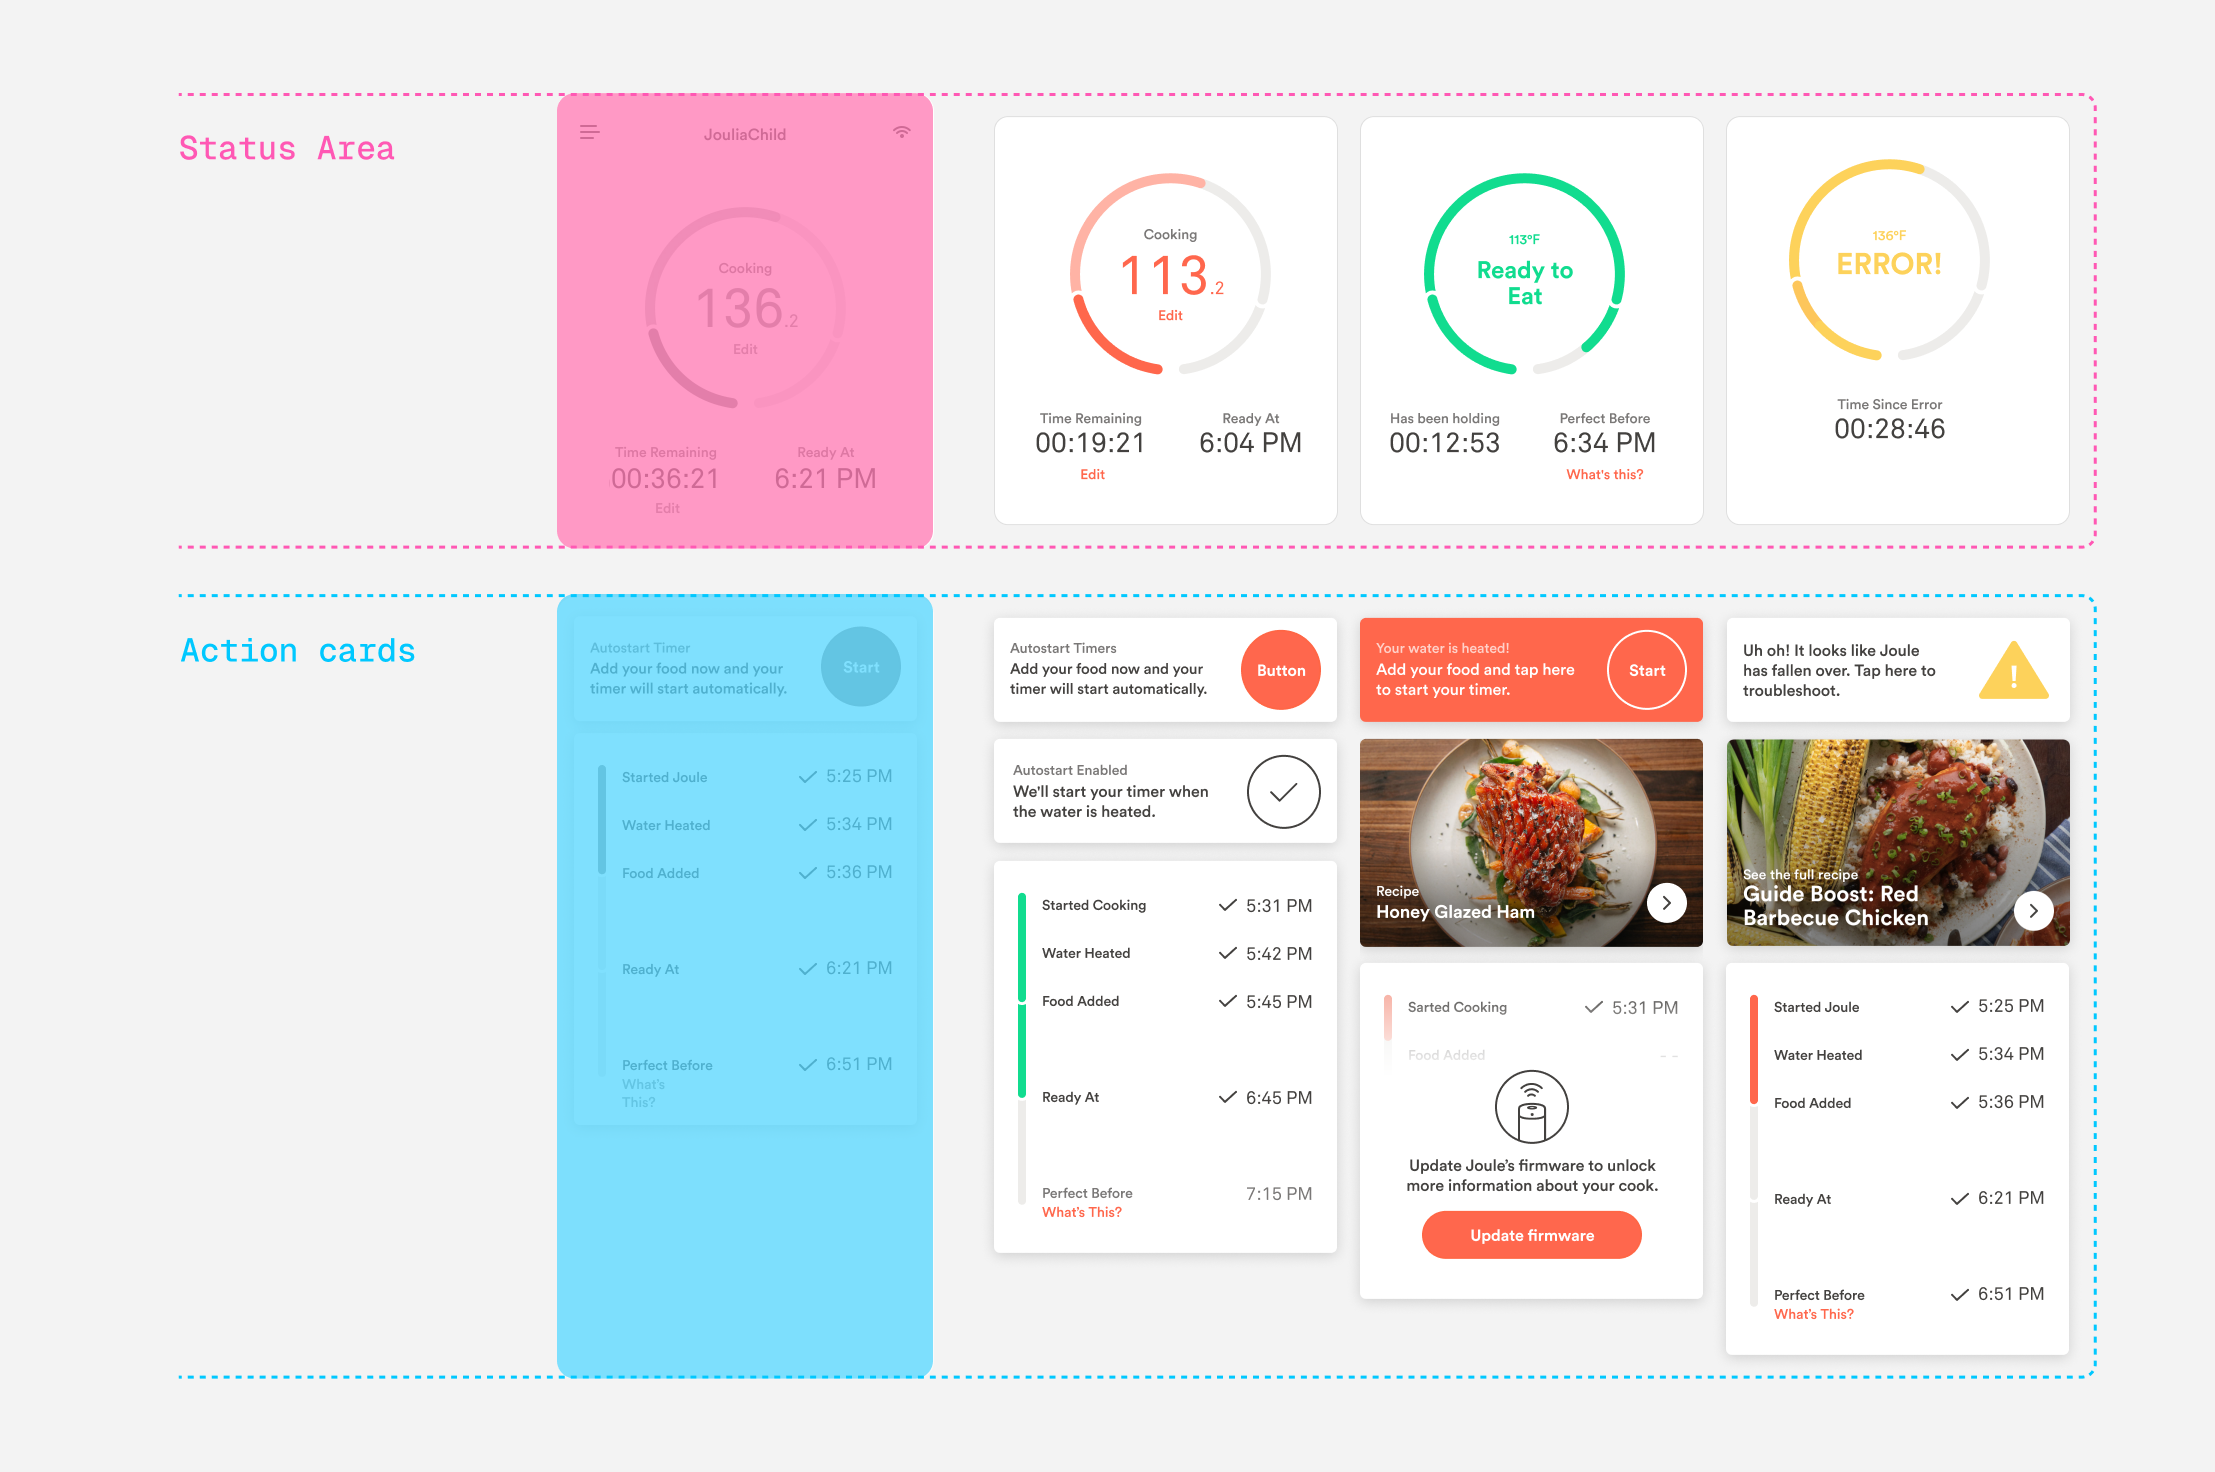 Status Area
JouliaChild
Cooking
136.2
Edit
Time Remaining
00:36:21
Edit
Ready At
6:21 PM
Cooking
113.2
Edit
Time Remaining
00:19:21
Edit
Ready At
6:04 PM
113°F
Ready to
Eat
Has been holding
00:12:53
Perfect Before
6:34 PM
What's this?
136°F
ERROR!
Time Since Error
00:28:46
Action cards
Autostart Timer
Add your food now and your
timer will start automatically.
Start
Started Joule 5:25 PM
Water Heated 5:34 PM
Food Added 5:36 PM
Ready At 6:21 PM
Perfect Before 6:51 PM
What's
This?
Autostart Timers
Add your food now and your
timer will start automatically.
Button
Autostart Enabled
We'll start your timer when
the water is heated.
Started Cooking 5:31 PM
Water Heated 5:42 PM
Food Added 5:45 PM
Ready At 6:45 PM
Perfect Before 7:15 PM
What's This?
Your water is heated!
Add your food and tap here
to start your timer.
Start
Recipe
Honey Glazed Ham
Sarted Cooking 5:31 PM
Food Added - -
Update Joule's firmware to unlock
more information about your cook.
Update firmware
Uh oh! It looks like Joule
has fallen over. Tap here to
troubleshoot.
!
See the full recipe
Guide Boost: Red
Barbecue Chicken
Started Joule 5:25 PM
Water Heated 5:34 PM
Food Added 5:36 PM
Ready At 6:21 PM
Perfect Before 6:51 PM
What's This?